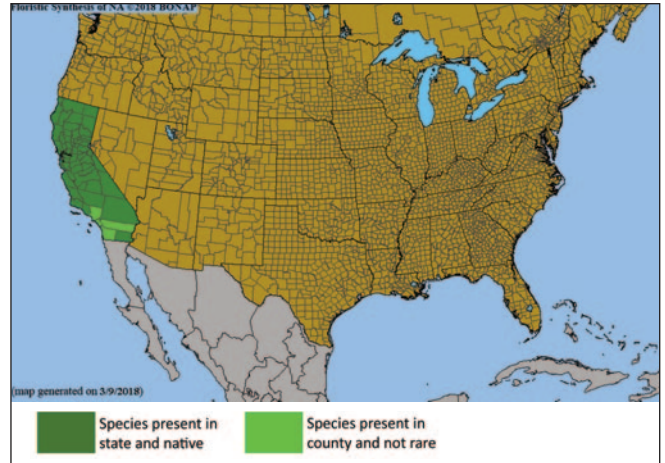 Floristic Synthesis of NA ©2018 BONAP
(map generated on 3/9/2018)
Species present in
state and native
Species present in
county and not rare